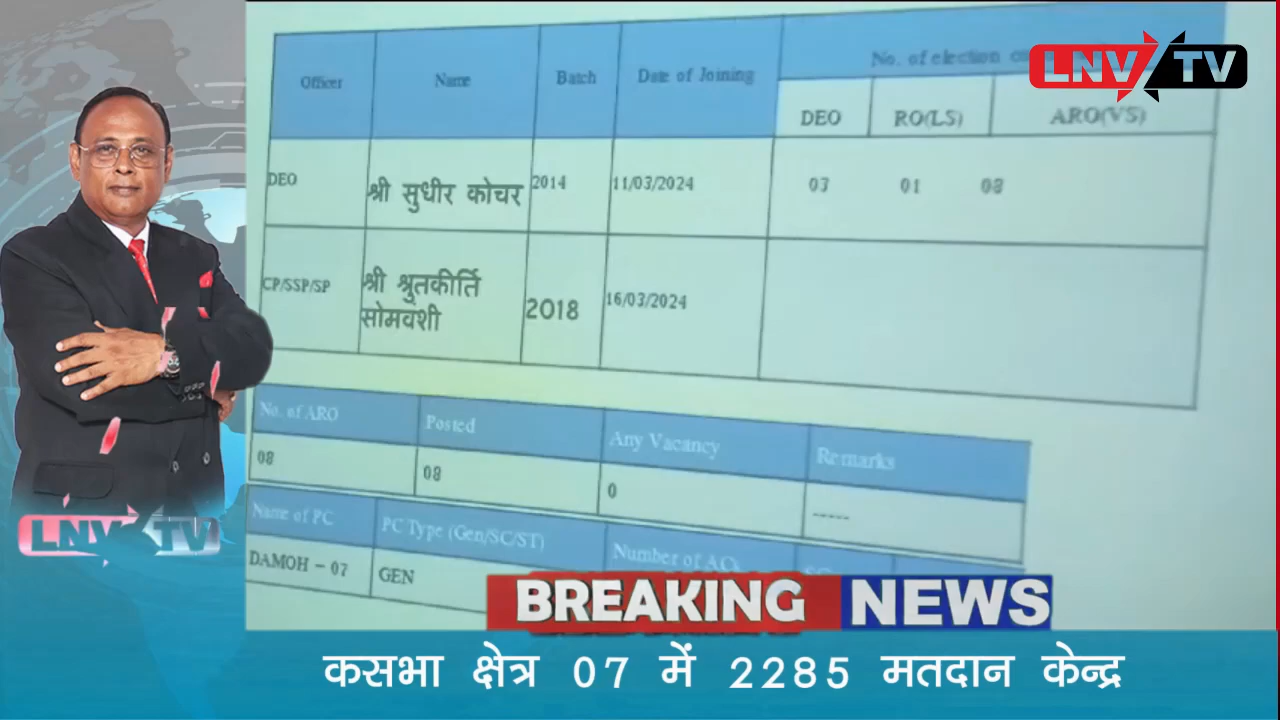 LNV TV
No. of election
Officer Name Batch Date of Joining
DEO RO(LS) ARO(VS)
DEO श्री सुधीर कोचर 2014 11/03/2024 03 01 08
CP/SSP/SP श्री श्रुतकीर्ति सोमवंशी 2018 16/03/2024
No. of ARO Posted Any Vacancy Remarks
08 08 0 -----
Name of PC PC Type (Gen/SC/ST) Number of ACs
DAMOH - 07 GEN
LNV TV
BREAKING NEWS
कसभा क्षेत्र 07 में 2285 मतदान केन्द्र